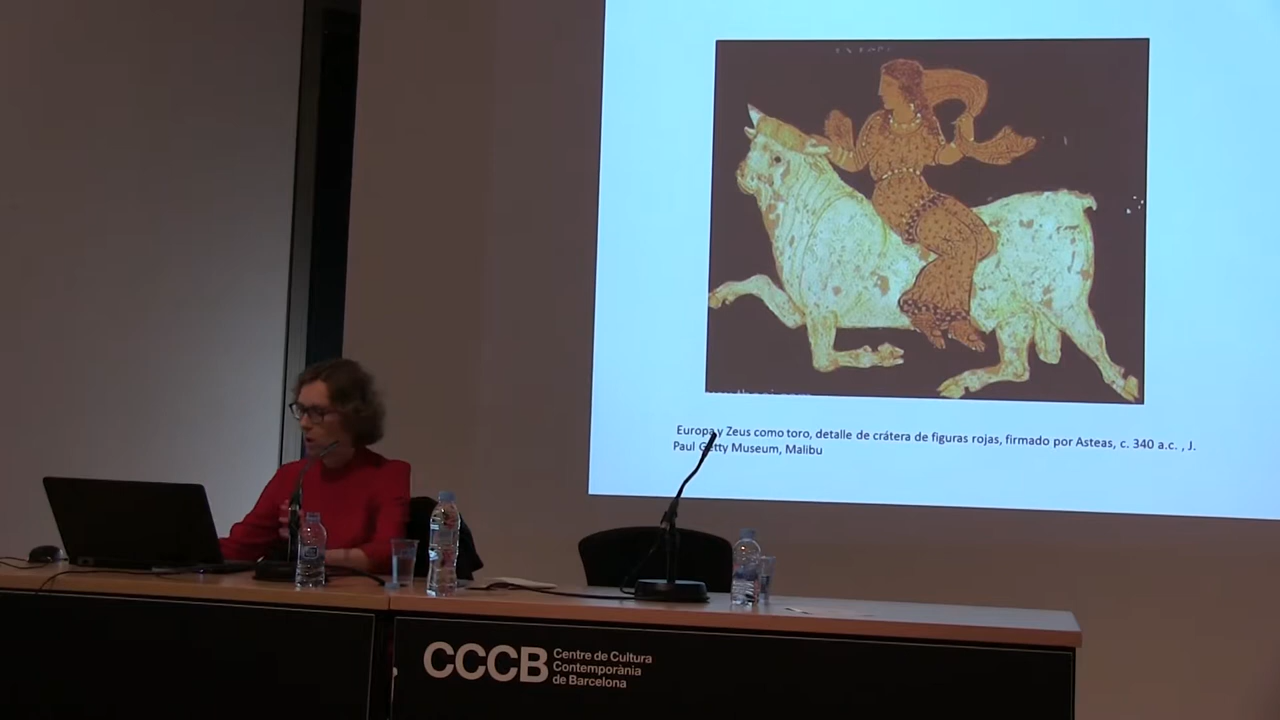 Europa y Zeus como toro, detalle de crátera de figuras rojas, firmado por Asteas, c. 340 a.c. , J.
Paul Getty Museum, Malibu
CCCB
Centre de Cultura
Contemporània
de Barcelona